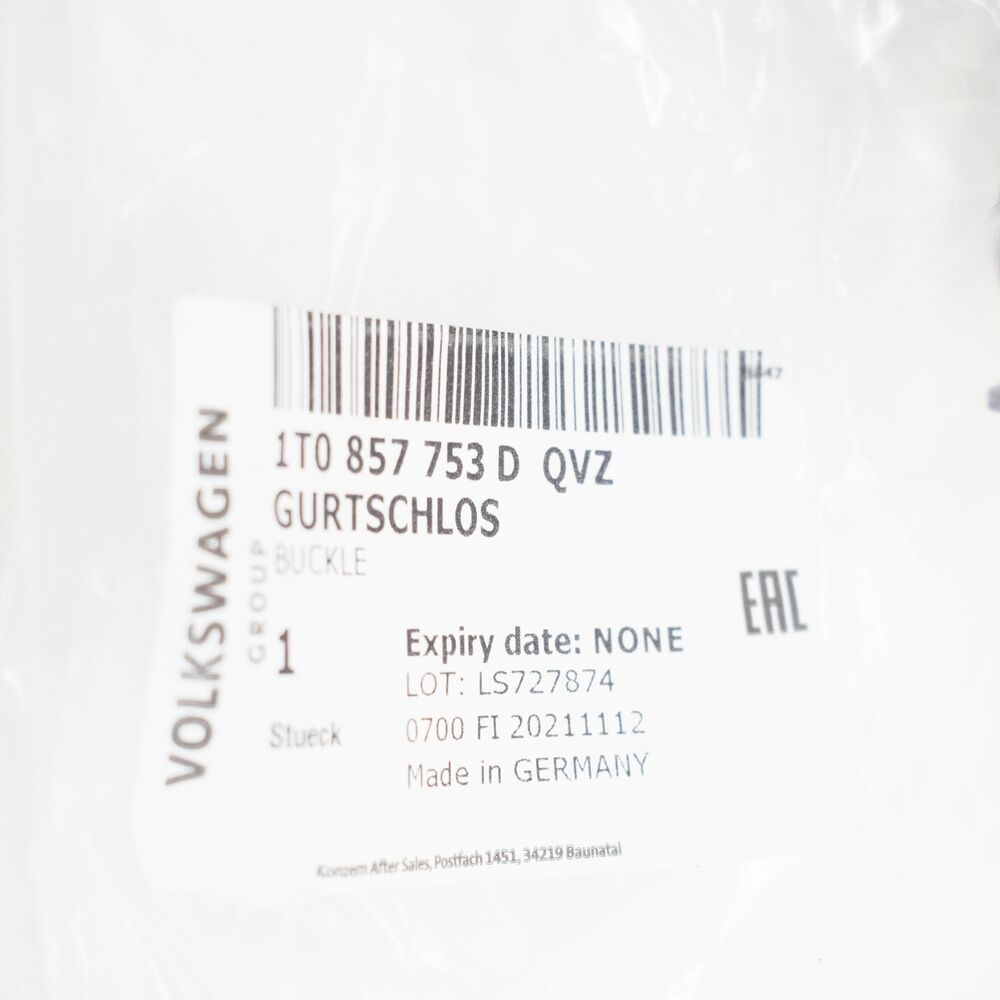 1T0 857 753 D QVZ
GURTSCHLOS
BUCKLE
VOLKSWAGEN
GROUP
1
Stueck
Expiry date: NONE
LOT: LS727874
0700 FI 20211112
Made in GERMANY
EAC
Konzern After Sales, Postfach 1451, 34219 Baunatal